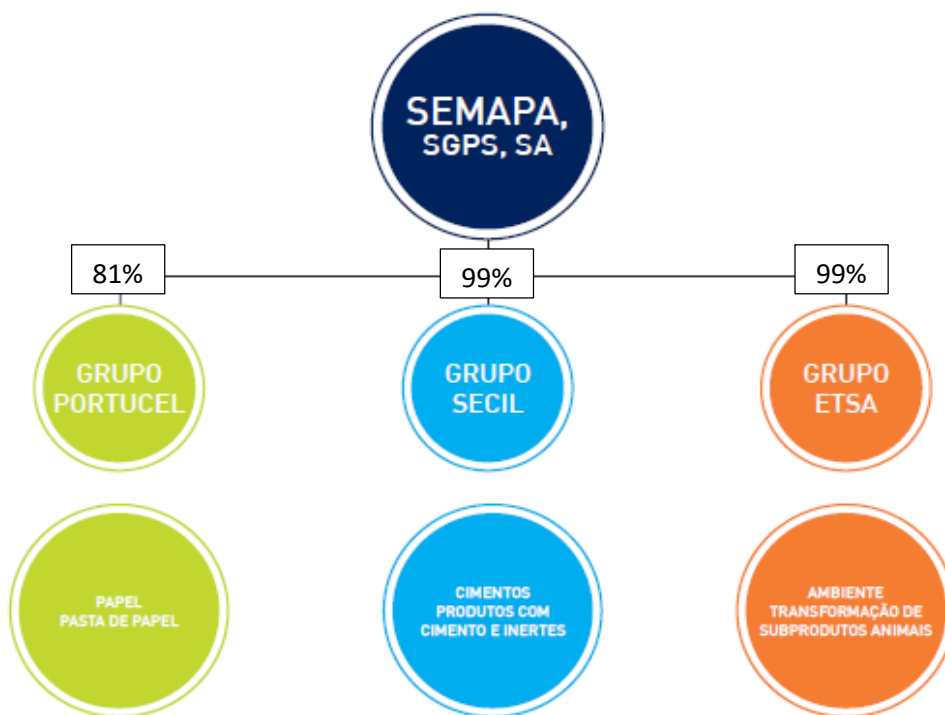 SEMAPA,
SGPS, SA
81%
99%
99%
GRUPO
PORTUCEL
GRUPO
SECIL
GRUPO
ETSA
PAPEL
PASTA DE PAPEL
CIMENTOS
PRODUTOS COM
CIMENTO E INERTES
AMBIENTE
TRANSFORMAÇÃO DE
SUBPRODUTOS ANIMAIS